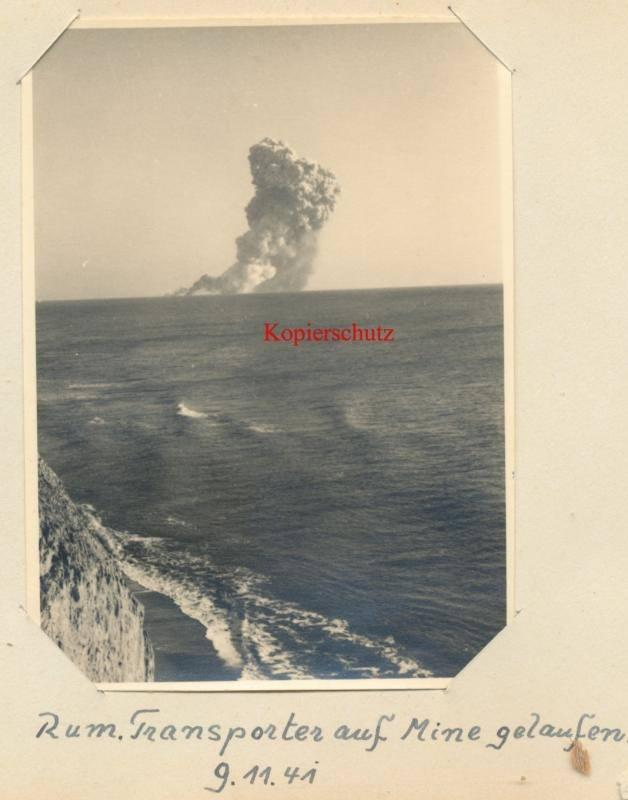 Kopierschutz
Rum. Transporter auf Mine gelaufen.
9.11.41